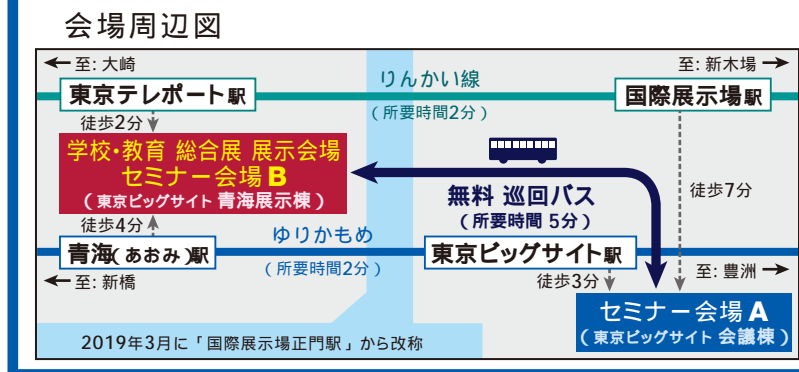 会場周辺図
至: 大崎
至: 新木場
りんかい線
東京テレポート駅
国際展示場駅
(所要時間2分)
徒歩2分
学校・教育 総合展 展示会場
セミナー会場 B
(東京ビッグサイト 青海展示棟)
無料 巡回バス
(所要時間 5分)
徒歩7分
徒歩4分
ゆりかもめ
青海(あおみ)駅
東京ビッグサイト駅
(所要時間2分)
至: 新橋
徒歩3分
至: 豊洲
セミナー会場 A
(東京ビッグサイト 会議棟)
2019年3月に「国際展示場正門駅」から改称